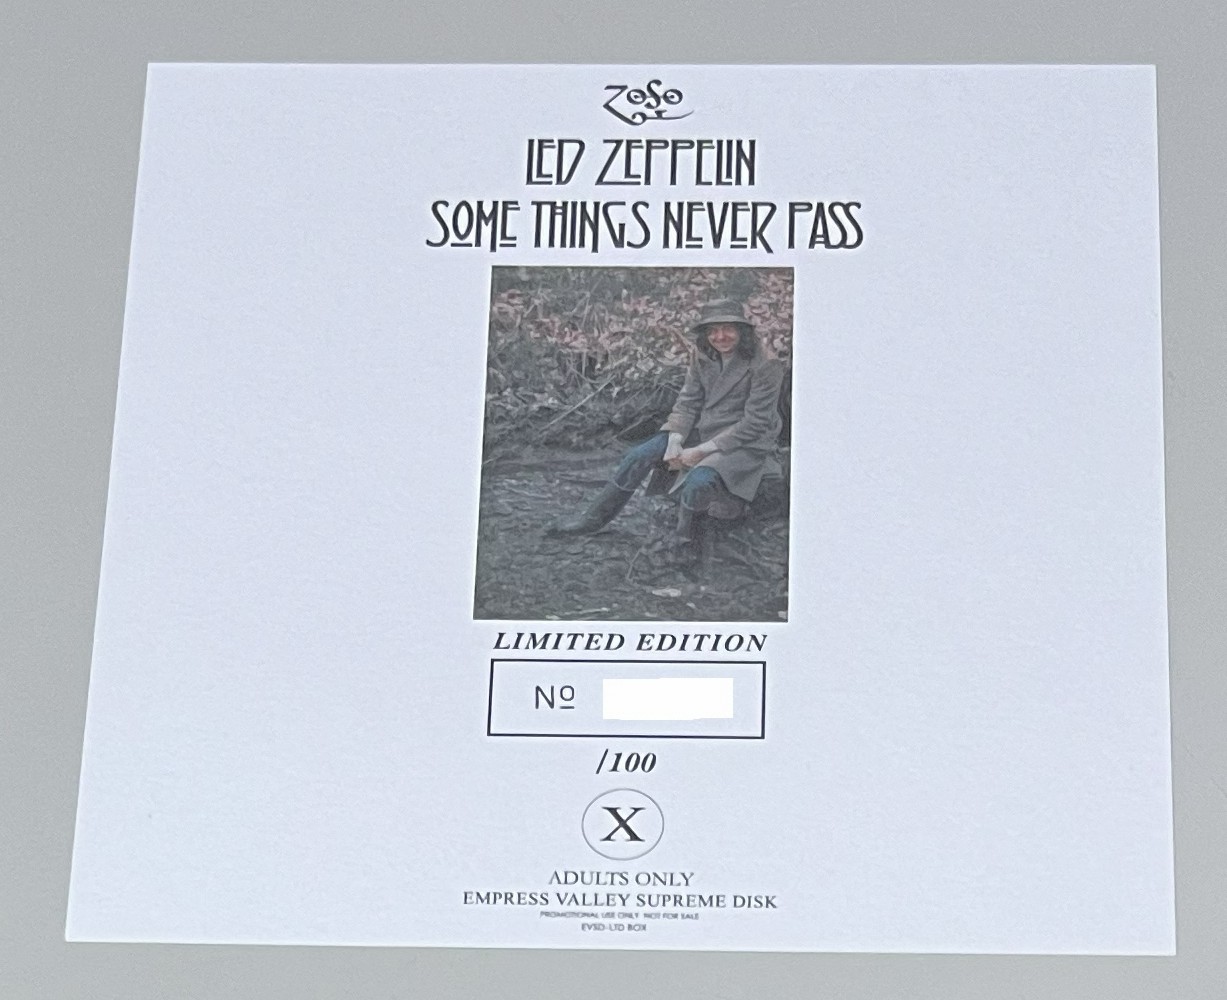 ZoSo
LED ZEPPELIN
SOME THINGS NEVER PASS
LIMITED EDITION
Nº
/100
X
ADULTS ONLY
EMPRESS VALLEY SUPREME DISK
PROMOTIONAL USE ONLY NOT FOR SALE
EVSD-LTD BOX